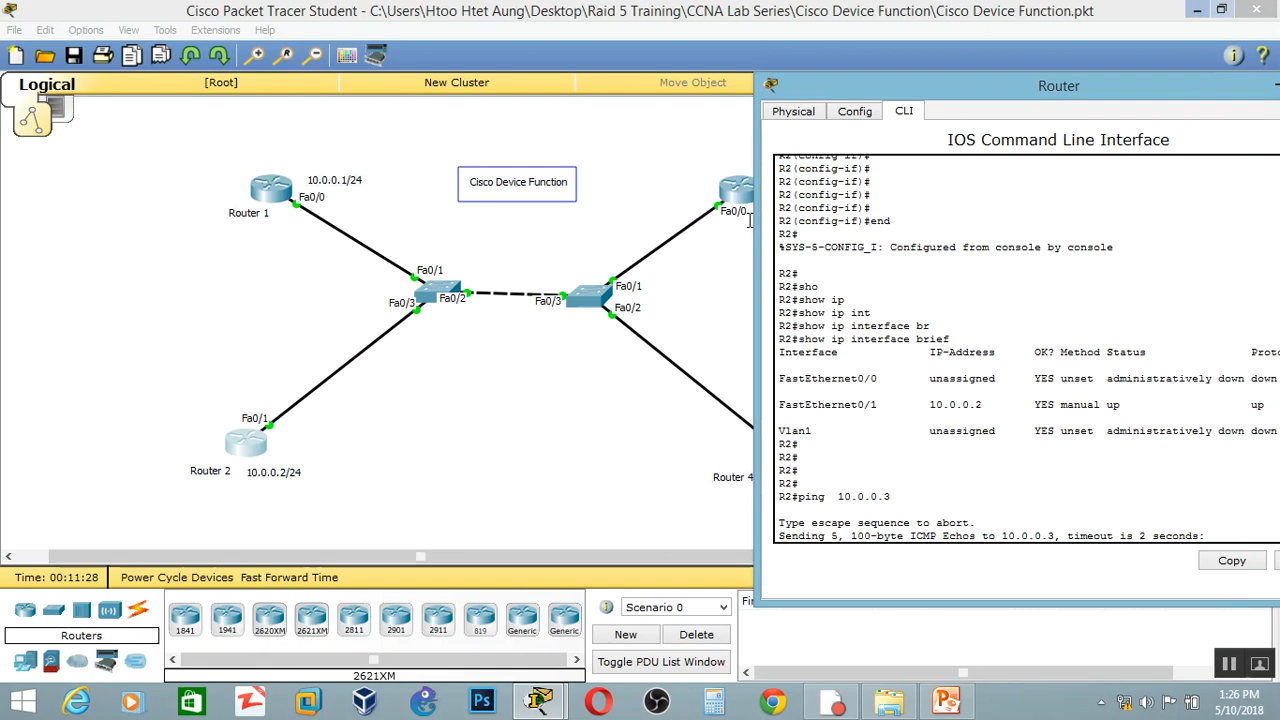 Cisco Packet Tracer Student - C:\Users\Htoo Htet Aung\Desktop\Raid 5 Training\CCNA Lab Series\Cisco Device Function\Cisco Device Function.pkt
File Edit Options View Tools Extensions Help
Logical
[Root]
New Cluster
Move Object
Router
Physical Config CLI
IOS Command Line Interface
Cisco Device Function
10.0.0.1/24
Fa0/0
Router 1
Fa0/0
Fa0/1
Fa0/3
Fa0/2
Fa0/3
Fa0/1
Fa0/2
Fa0/1
Router 2
10.0.0.2/24
Router 4
R2(config-if)#
R2(config-if)#
R2(config-if)#
R2(config-if)#
R2(config-if)#
R2(config-if)#end
R2#
%SYS-5-CONFIG_I: Configured from console by console
R2#
R2#sho
R2#show ip
R2#show ip int
R2#show ip interface br
R2#show ip interface brief
Interface IP-Address OK? Method Status Proto
FastEthernet0/0 unassigned YES unset administratively down down
FastEthernet0/1 10.0.0.2 YES manual up up
Vlan1 unassigned YES unset administratively down down
R2#
R2#
R2#
R2#
R2#ping 10.0.0.3
Type escape sequence to abort.
Sending 5, 100-byte ICMP Echos to 10.0.0.3, timeout is 2 seconds:
Copy
Time: 00:11:28 Power Cycle Devices Fast Forward Time
Routers
1841 1941 2620XM 2621XM 2811 2901 2911 819 Generic Generic
2621XM
Scenario 0
New Delete
Toggle PDU List Window
Fir
1:26 PM
5/10/2018